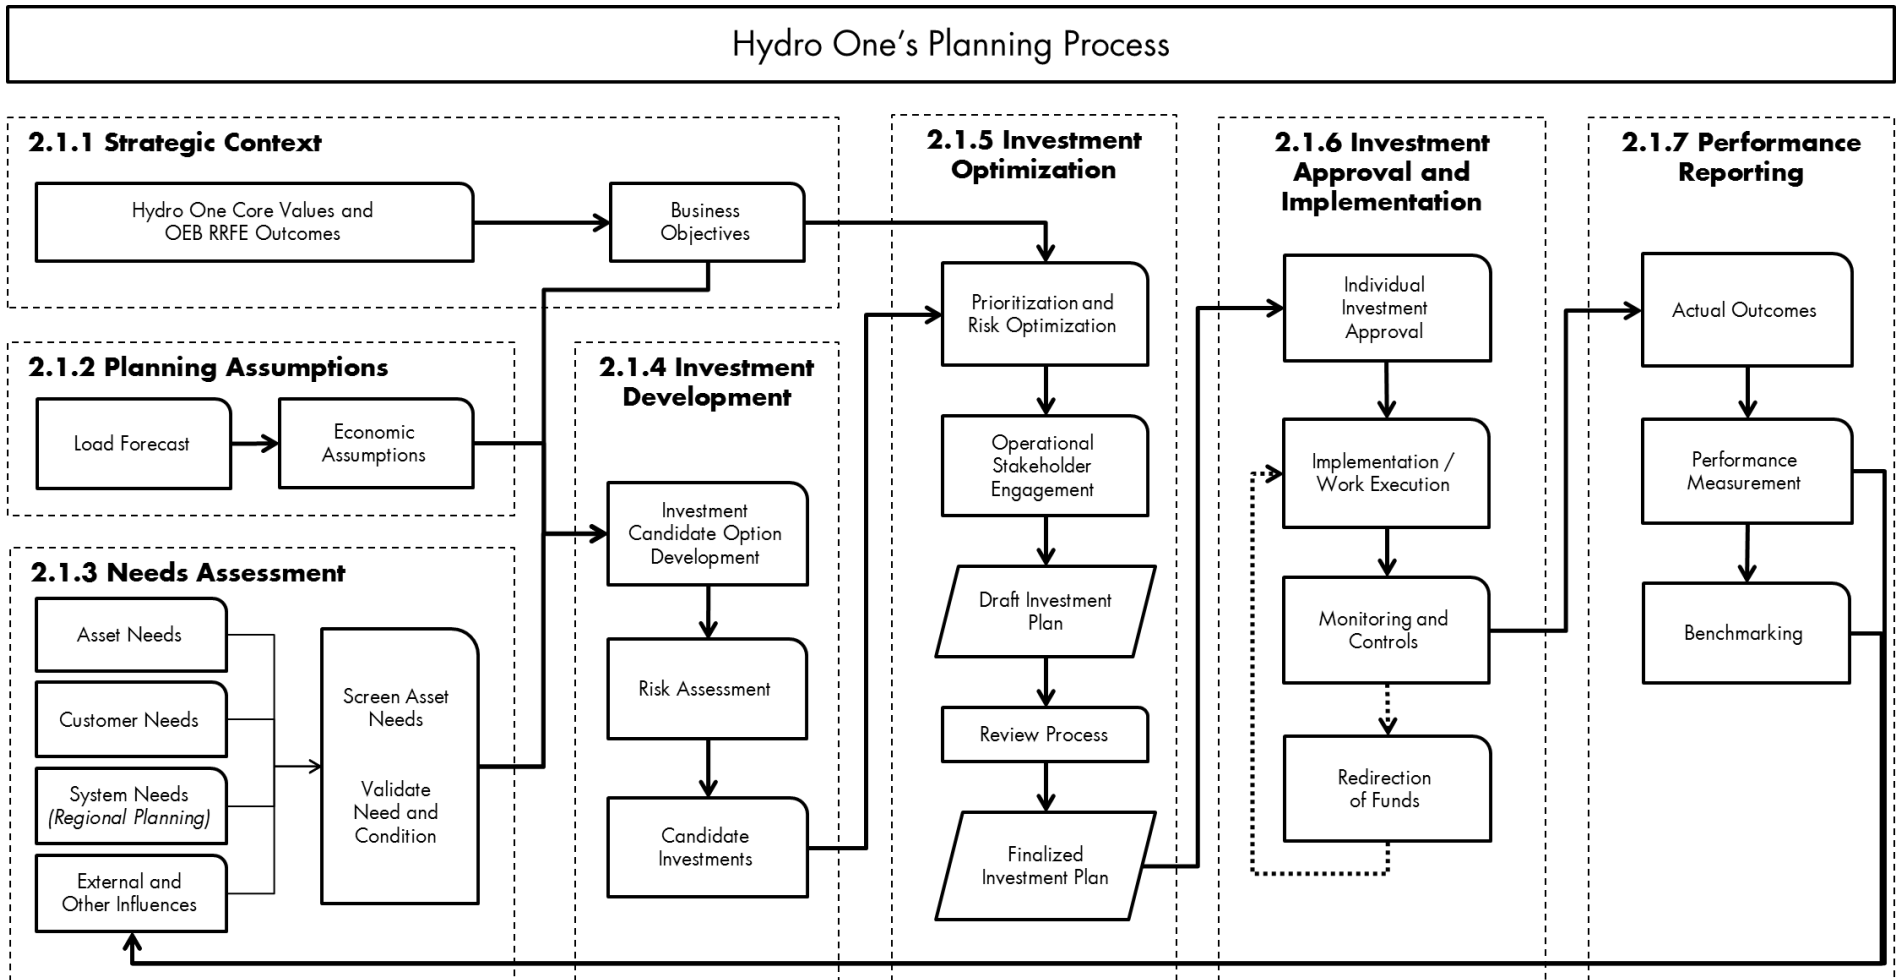 Hydro One's Planning Process
2.1.1 Strategic Context
Hydro One Core Values and
OEB RRFE Outcomes
Business
Objectives
2.1.2 Planning Assumptions
Load Forecast
Economic
Assumptions
2.1.3 Needs Assessment
Asset Needs
Customer Needs
System Needs
(Regional Planning)
External and
Other Influences
Screen Asset
Needs
Validate
Need and
Condition
2.1.4 Investment
Development
Investment
Candidate Option
Development
Risk Assessment
Candidate
Investments
2.1.5 Investment
Optimization
Prioritization and
Risk Optimization
Operational
Stakeholder
Engagement
Draft Investment
Plan
Review Process
Finalized
Investment Plan
2.1.6 Investment
Approval and
Implementation
Individual
Investment
Approval
Implementation /
Work Execution
Monitoring and
Controls
Redirection
of Funds
2.1.7 Performance
Reporting
Actual Outcomes
Performance
Measurement
Benchmarking